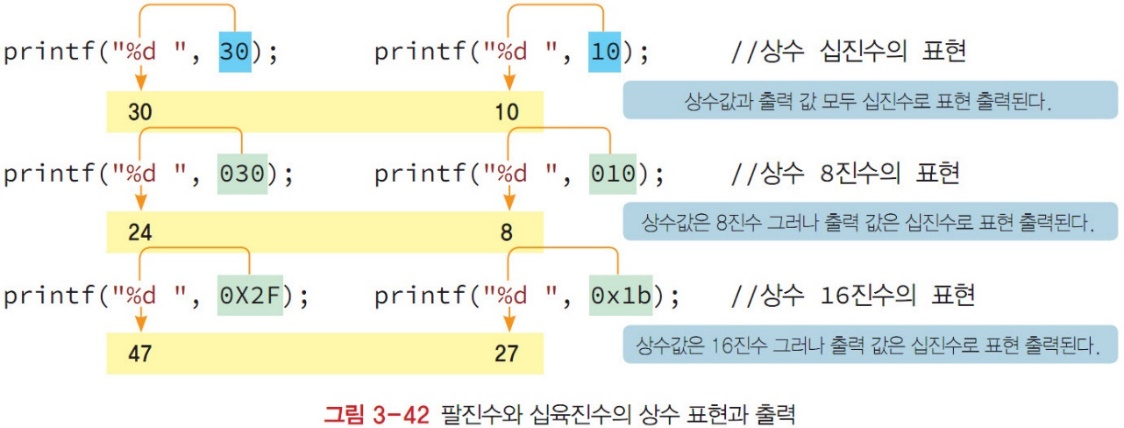 printf("%d ", 30); printf("%d ", 10); //상수 십진수의 표현
30 10 상수값과 출력 값 모두 십진수로 표현 출력된다.
printf("%d ", 030); printf("%d ", 010); //상수 8진수의 표현
24 8 상수값은 8진수 그러나 출력 값은 십진수로 표현 출력된다.
printf("%d ", 0X2F); printf("%d ", 0x1b); //상수 16진수의 표현
47 27 상수값은 16진수 그러나 출력 값은 십진수로 표현 출력된다.
그림 3-42 팔진수와 십육진수의 상수 표현과 출력